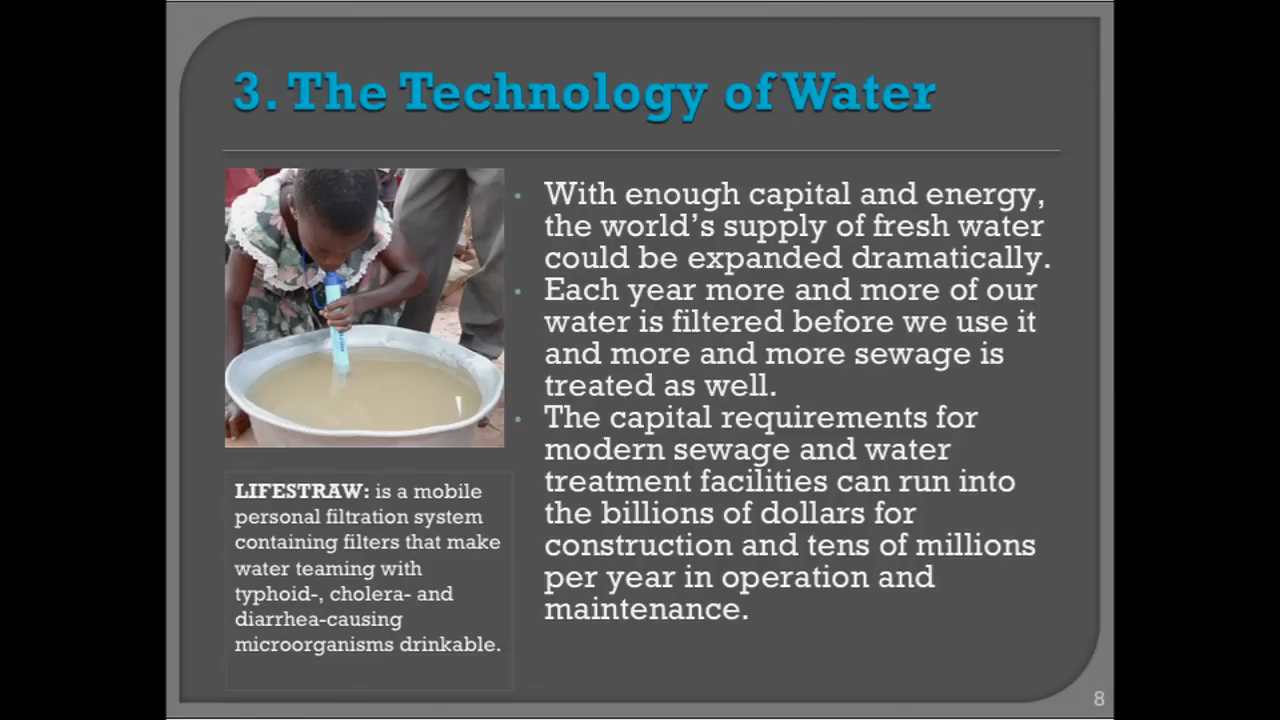 3. The Technology of Water
• With enough capital and energy,
the world's supply of fresh water
could be expanded dramatically.
• Each year more and more of our
water is filtered before we use it
and more and more sewage is
treated as well.
• The capital requirements for
modern sewage and water
treatment facilities can run into
the billions of dollars for
construction and tens of millions
per year in operation and
maintenance.
LIFESTRAW: is a mobile
personal filtration system
containing filters that make
water teaming with
typhoid-, cholera- and
diarrhea-causing
microorganisms drinkable.
8